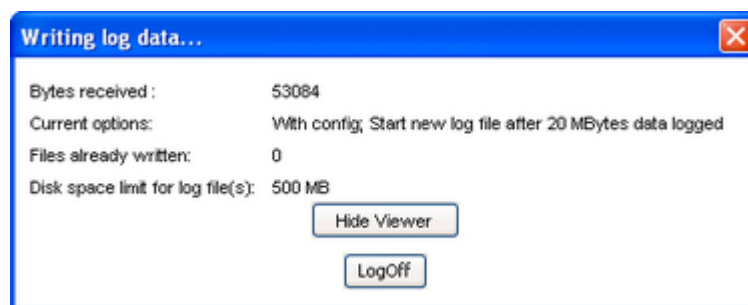 Writing log data...
Bytes received : 53084
Current options: With config; Start new log file after 20 MBytes data logged
Files already written: 0
Disk space limit for log file(s): 500 MB
Hide Viewer
LogOff